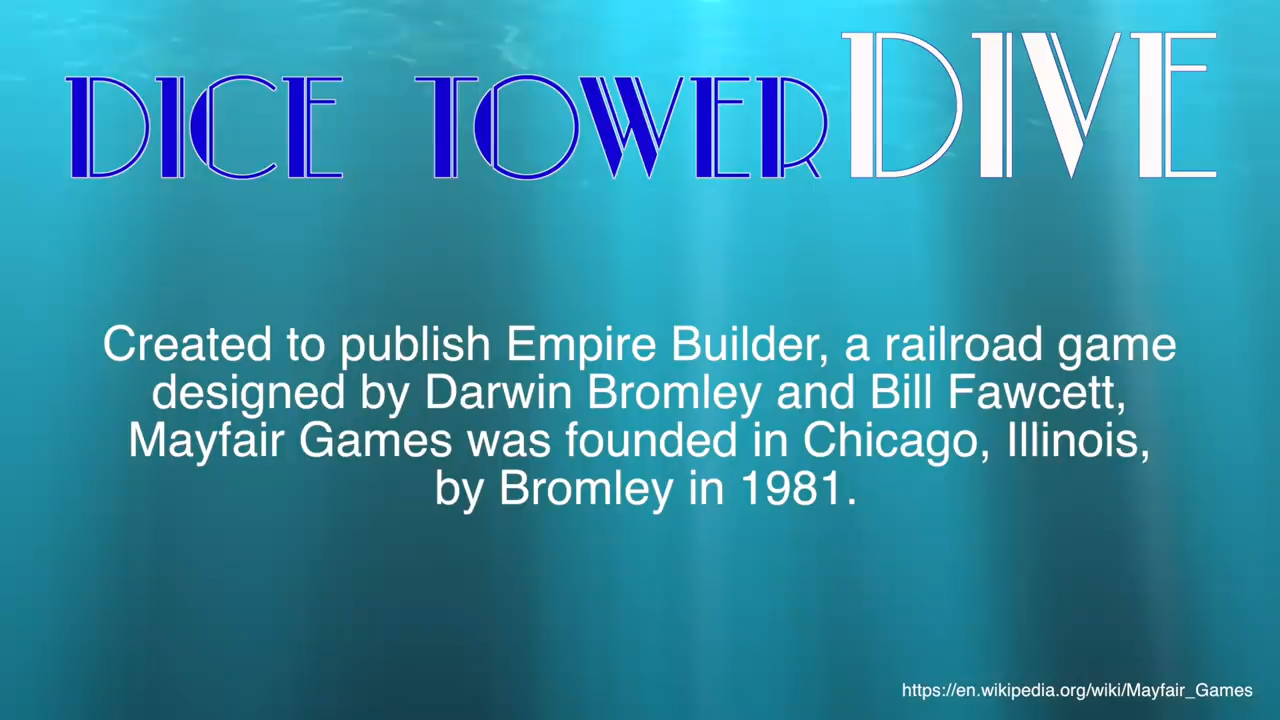 DICE TOWER DIVE
Created to publish Empire Builder, a railroad game
designed by Darwin Bromley and Bill Fawcett,
Mayfair Games was founded in Chicago, Illinois,
by Bromley in 1981.
https://en.wikipedia.org/wiki/Mayfair_Games